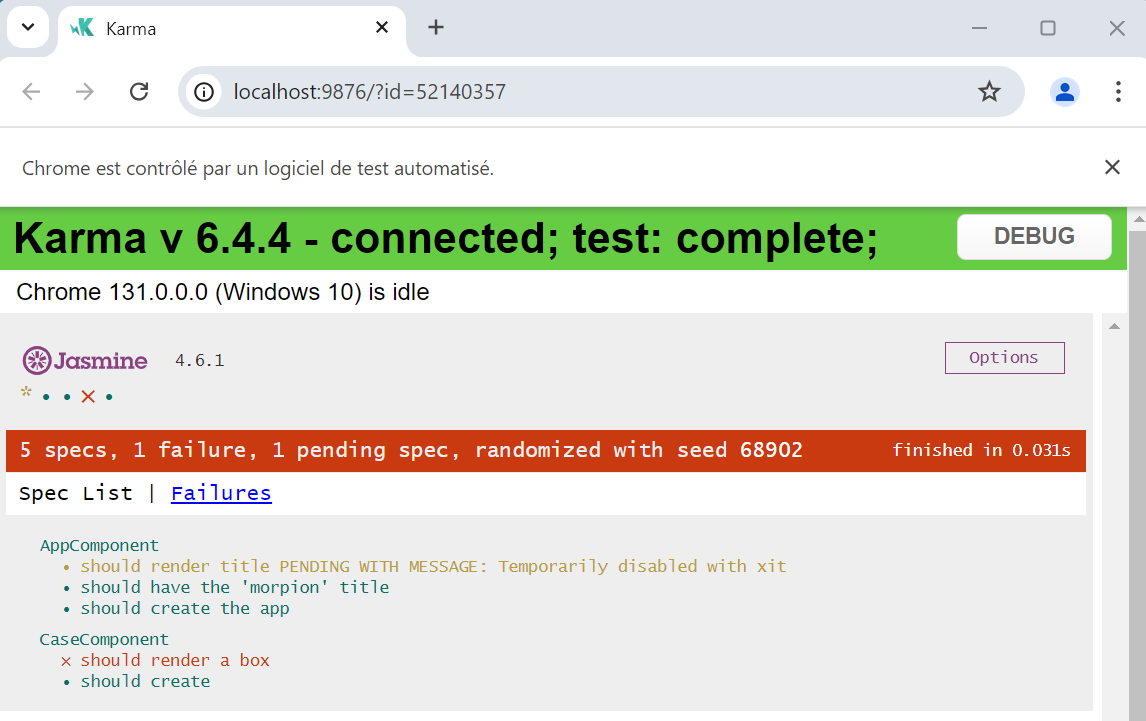 Karma
localhost:9876/?id=52140357
Chrome est contrôlé par un logiciel de test automatisé.
Karma v 6.4.4 - connected; test: complete;
DEBUG
Chrome 131.0.0.0 (Windows 10) is idle
Jasmine 4.6.1
Options
5 specs, 1 failure, 1 pending spec, randomized with seed 68902
finished in 0.031s
Spec List | Failures
AppComponent
• should render title PENDING WITH MESSAGE: Temporarily disabled with xit
• should have the 'morpion' title
• should create the app
CaseComponent
× should render a box
• should create